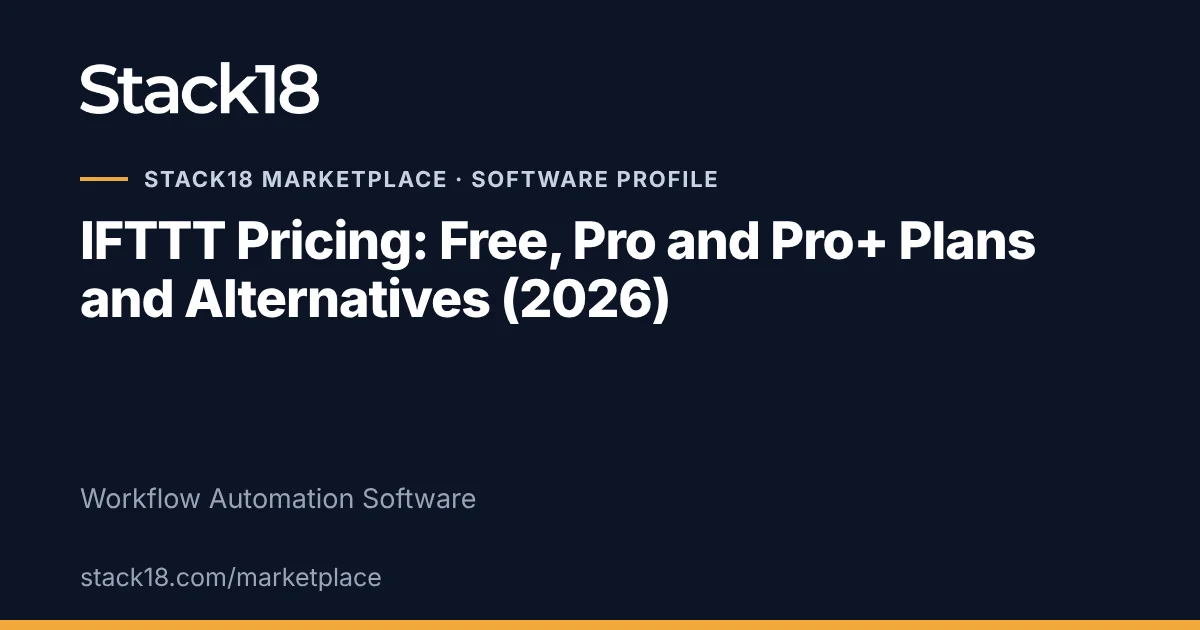 Stack18
STACK18 MARKETPLACE · SOFTWARE PROFILE
IFTTT Pricing: Free, Pro and Pro+ Plans
and Alternatives (2026)
Workflow Automation Software
stack18.com/marketplace